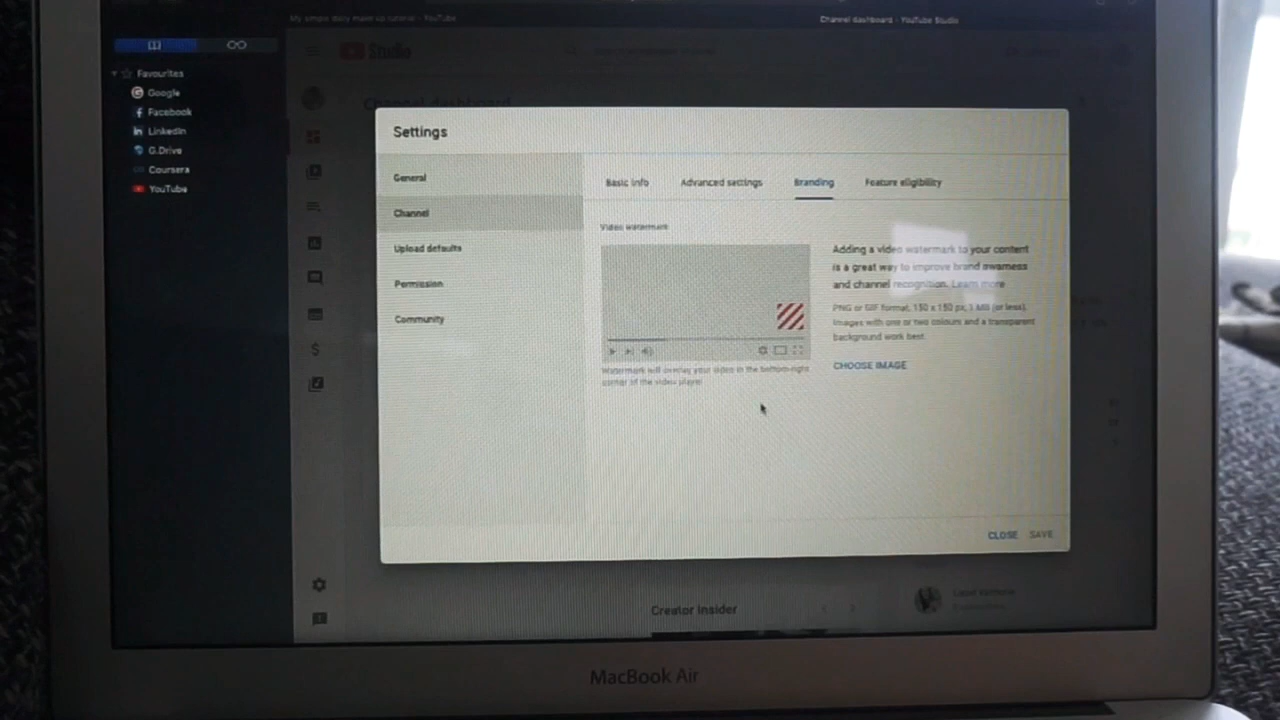 My simple daily make up tutorial - YouTube
Channel dashboard - YouTube Studio
Favourites
Google
Facebook
LinkedIn
G.Drive
Coursera
YouTube
Studio
Channel dashboard
Settings
General
Channel
Upload defaults
Permission
Community
Basic info
Advanced settings
Branding
Feature eligibility
Video watermark
Adding a video watermark to your content
is a great way to improve brand awareness
and channel recognition. Learn more
PNG or GIF format, 150 x 150 px, 1 MB (or less).
Images with one or two colours and a transparent
background work best.
CHOOSE IMAGE
Watermark will overlay your video in the bottom-right
corner of the video player
CLOSE
SAVE
Creator Insider
MacBook Air